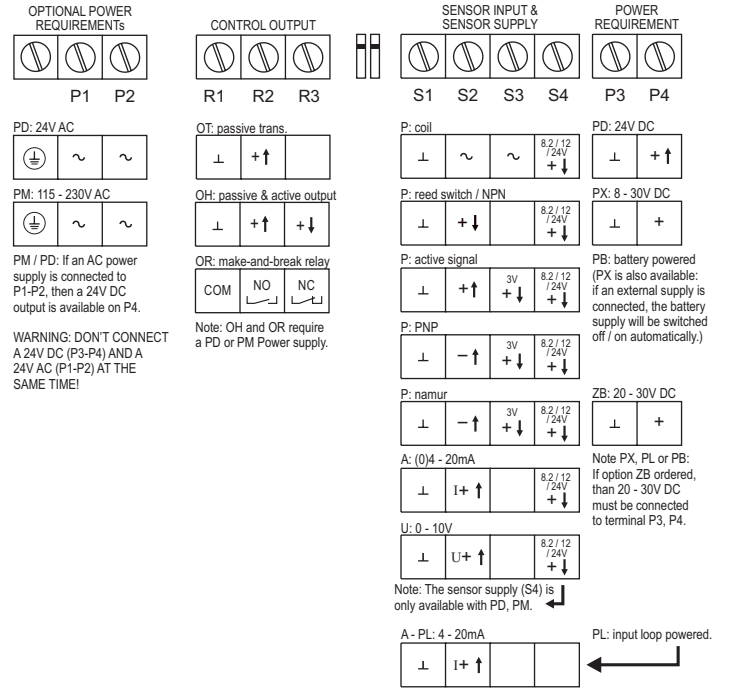 OPTIONAL POWER
REQUIREMENTs
P1 P2
PD: 24V AC
PM: 115 - 230V AC
PM / PD: If an AC power
supply is connected to
P1-P2, then a 24V DC
output is available on P4.
WARNING: DON'T CONNECT
A 24V DC (P3-P4) AND A
24V AC (P1-P2) AT THE
SAME TIME!
CONTROL OUTPUT
R1 R2 R3
OT: passive trans.
⊥ +↑
OH: passive & active output
⊥ +↑ +↓
OR: make-and-break relay
COM NO NC
Note: OH and OR require
a PD or PM Power supply.
SENSOR INPUT &
SENSOR SUPPLY
S1 S2 S3 S4
P: coil
⊥ ~ ~ 8.2 / 12
/ 24V
+↓
P: reed switch / NPN
⊥ +↓ 8.2 / 12
/ 24V
+↓
P: active signal
⊥ +↑ 3V +↓ 8.2 / 12
/ 24V
+↓
P: PNP
⊥ –↑ 3V +↓ 8.2 / 12
/ 24V
+↓
P: namur
⊥ –↑ 3V +↓ 8.2 / 12
/ 24V
+↓
A: (0)4 - 20mA
⊥ I+ ↑ 8.2 / 12
/ 24V
+↓
U: 0 - 10V
⊥ U+ ↑ 8.2 / 12
/ 24V
+↓
Note: The sensor supply (S4) is
only available with PD, PM.
A - PL: 4 - 20mA
⊥ I+ ↑
PL: input loop powered.
POWER
REQUIREMENT
P3 P4
PD: 24V DC
⊥ +↑
PX: 8 - 30V DC
⊥ +
PB: battery powered
(PX is also available:
if an external supply is
connected, the battery
supply will be switched
off / on automatically.)
ZB: 20 - 30V DC
⊥ +
Note PX, PL or PB:
If option ZB ordered,
than 20 - 30V DC
must be connected
to terminal P3, P4.